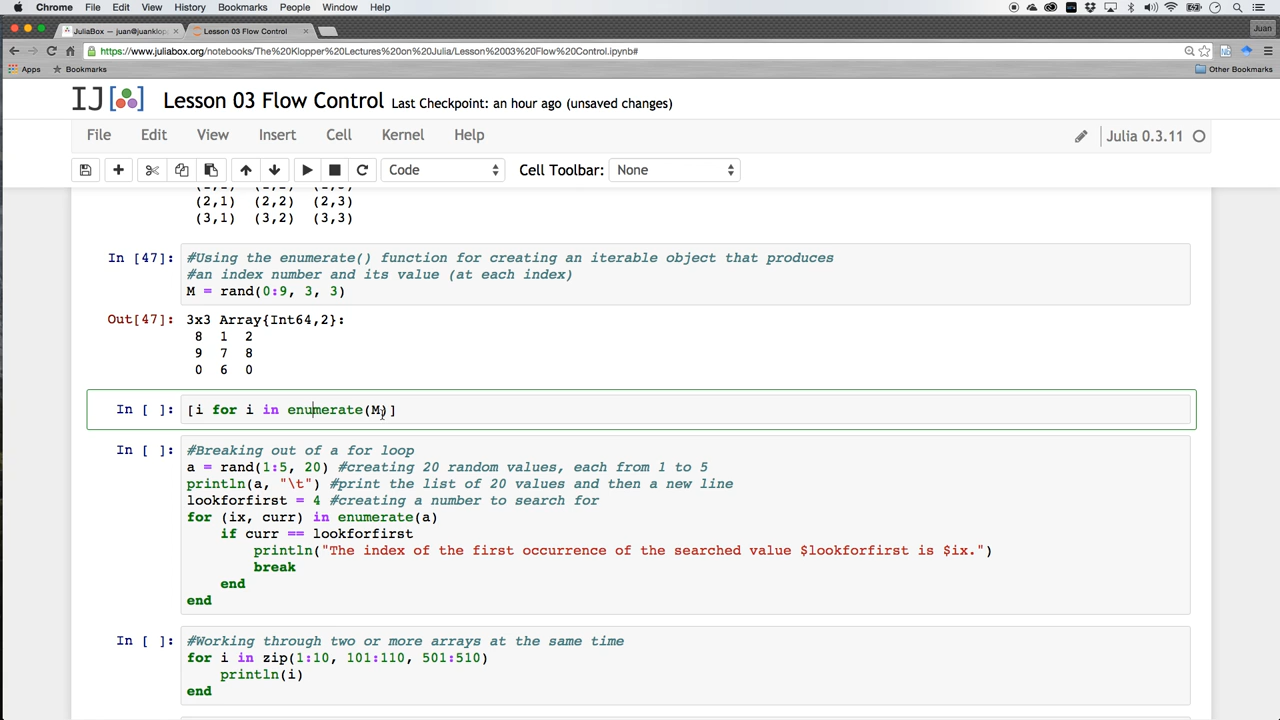 Chrome File Edit View History Bookmarks People Window Help
JuliaBox — juan@juanklop × Lesson 03 Flow Control × Juan
https://www.juliabox.org/notebooks/The%20Klopper%20Lectures%20on%20Julia/Lesson%2003%20Flow%20Control.ipynb#
Apps Bookmarks Other Bookmarks
IJ[ ] Lesson 03 Flow Control Last Checkpoint: an hour ago (unsaved changes)
File Edit View Insert Cell Kernel Help Julia 0.3.11
Code Cell Toolbar: None
(2,1) (2,2) (2,3)
(3,1) (3,2) (3,3)
In [47]: #Using the enumerate() function for creating an iterable object that produces
#an index number and its value (at each index)
M = rand(0:9, 3, 3)
Out[47]: 3x3 Array{Int64,2}:
8 1 2
9 7 8
0 6 0
In [ ]: [i for i in enumerate(M)]
In [ ]: #Breaking out of a for loop
a = rand(1:5, 20) #creating 20 random values, each from 1 to 5
println(a, "\t") #print the list of 20 values and then a new line
lookforfirst = 4 #creating a number to search for
for (ix, curr) in enumerate(a)
if curr == lookforfirst
println("The index of the first occurrence of the searched value $lookforfirst is $ix.")
break
end
end
In [ ]: #Working through two or more arrays at the same time
for i in zip(1:10, 101:110, 501:510)
println(i)
end